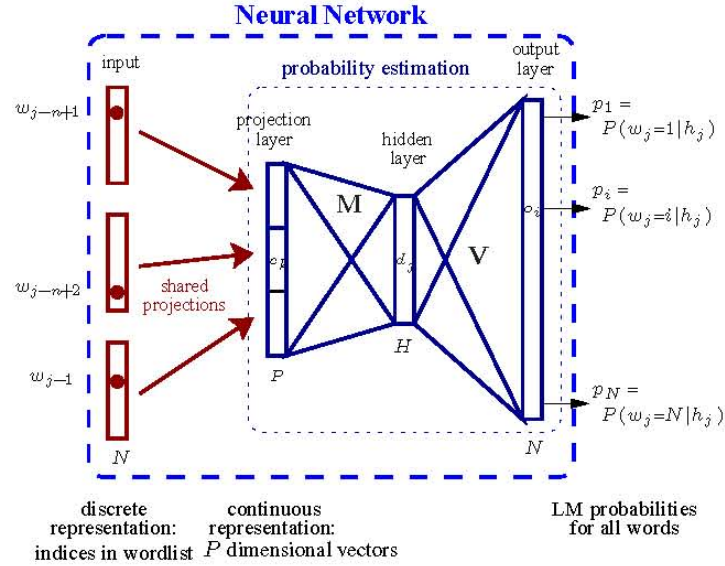 Neural Network
input
output
layer
probability estimation
w_{j-n+1}
projection
layer
hidden
layer
p_1 =
P(w_j=1|h_j)
M
p_i =
P(w_j=i|h_j)
o_i
c_l
d_j
V
w_{j-n+2}
shared
projections
w_{j-1}
P
H
p_N =
P(w_j=N|h_j)
N
N
discrete
representation:
indices in wordlist
continuous
representation:
P dimensional vectors
LM probabilities
for all words